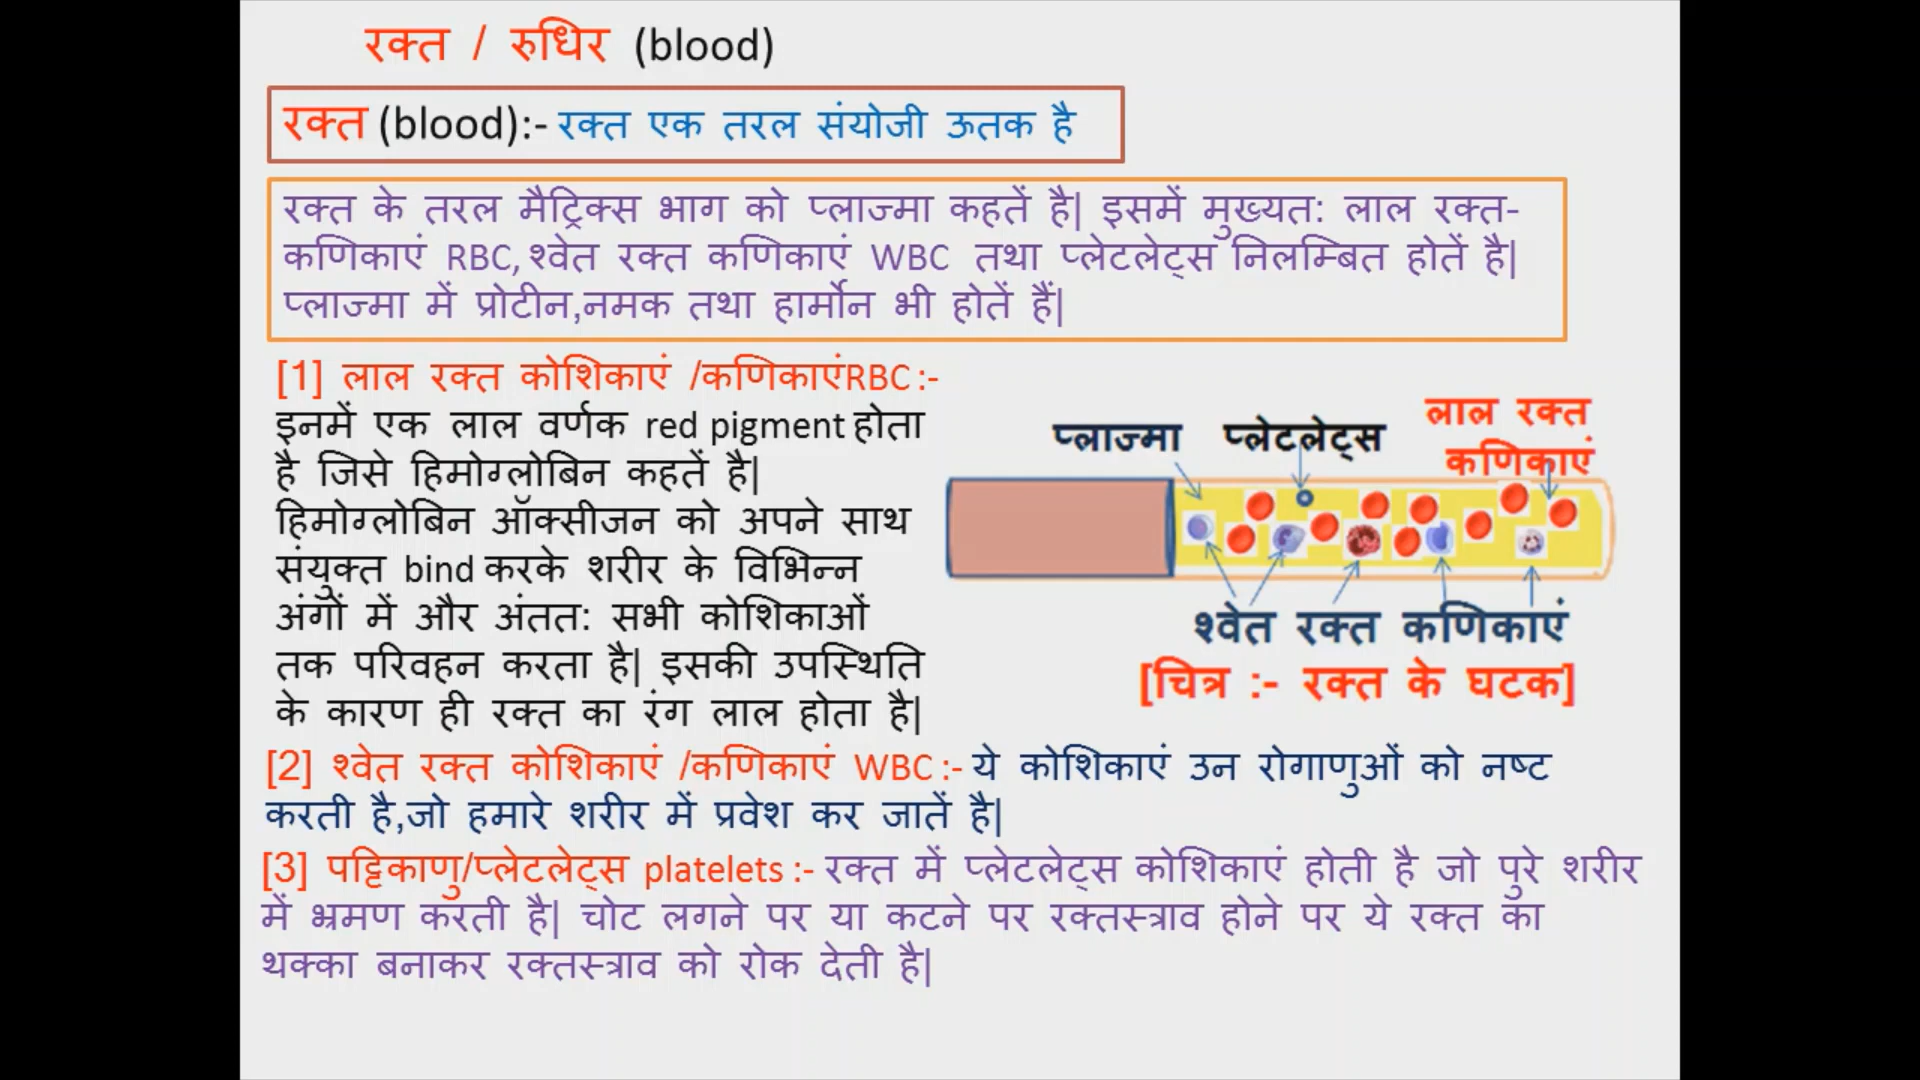 रक्त / रुधिर (blood)
रक्त (blood):- रक्त एक तरल संयोजी ऊतक है
रक्त के तरल मैट्रिक्स भाग को प्लाज्मा कहतें है| इसमें मुख्यत: लाल रक्त-
कणिकाएं RBC, श्वेत रक्त कणिकाएं WBC तथा प्लेटलेट्स निलम्बित होतें है|
प्लाज्मा में प्रोटीन,नमक तथा हार्मोन भी होतें हैं|
[1] लाल रक्त कोशिकाएं /कणिकाएंRBC :-
इनमें एक लाल वर्णक red pigment होता
है जिसे हिमोग्लोबिन कहतें है|
हिमोग्लोबिन ऑक्सीजन को अपने साथ
संयुक्त bind करके शरीर के विभिन्न
अंगों में और अंतत: सभी कोशिकाओं
तक परिवहन करता है| इसकी उपस्थिति
के कारण ही रक्त का रंग लाल होता है|
प्लाज्मा प्लेटलेट्स लाल रक्त
कणिकाएं
श्वेत रक्त कणिकाएं
[चित्र :- रक्त के घटक]
[2] श्वेत रक्त कोशिकाएं /कणिकाएं WBC :- ये कोशिकाएं उन रोगाणुओं को नष्ट
करती है,जो हमारे शरीर में प्रवेश कर जातें है|
[3] पट्टिकाणु/प्लेटलेट्स platelets :- रक्त में प्लेटलेट्स कोशिकाएं होती है जो पुरे शरीर
में भ्रमण करती है| चोट लगने पर या कटने पर रक्तस्त्राव होने पर ये रक्त का
थक्का बनाकर रक्तस्त्राव को रोक देती है|